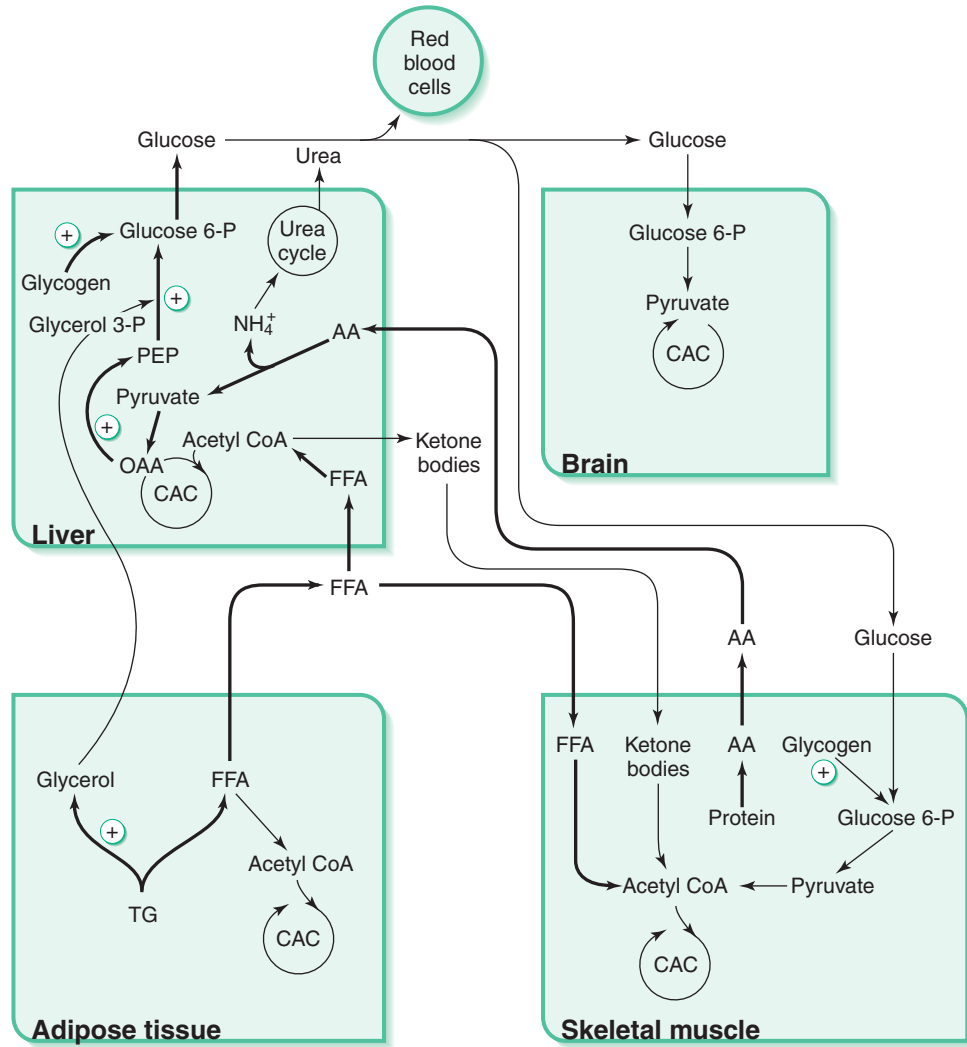 Red
blood
cells
Glucose
Urea
Glucose
Glucose 6-P
Urea
cycle
+
Glycogen
+
Glycerol 3-P
NH4+
AA
PEP
Pyruvate
+
Acetyl CoA
Ketone
bodies
OAA
CAC
FFA
Liver
Glucose 6-P
Pyruvate
CAC
Brain
FFA
AA
Glucose
Glycerol
FFA
+
Acetyl CoA
TG
CAC
Adipose tissue
FFA
Ketone
bodies
AA
Glycogen
+
Protein
Glucose 6-P
Acetyl CoA
Pyruvate
CAC
Skeletal muscle